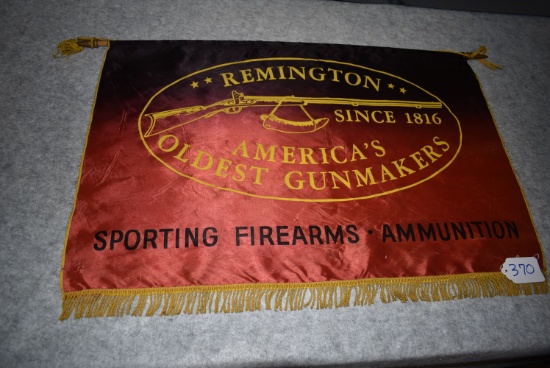 REMINGTON
SINCE 1816
AMERICA'S
OLDEST GUNMAKERS
SPORTING FIREARMS · AMMUNITION
370